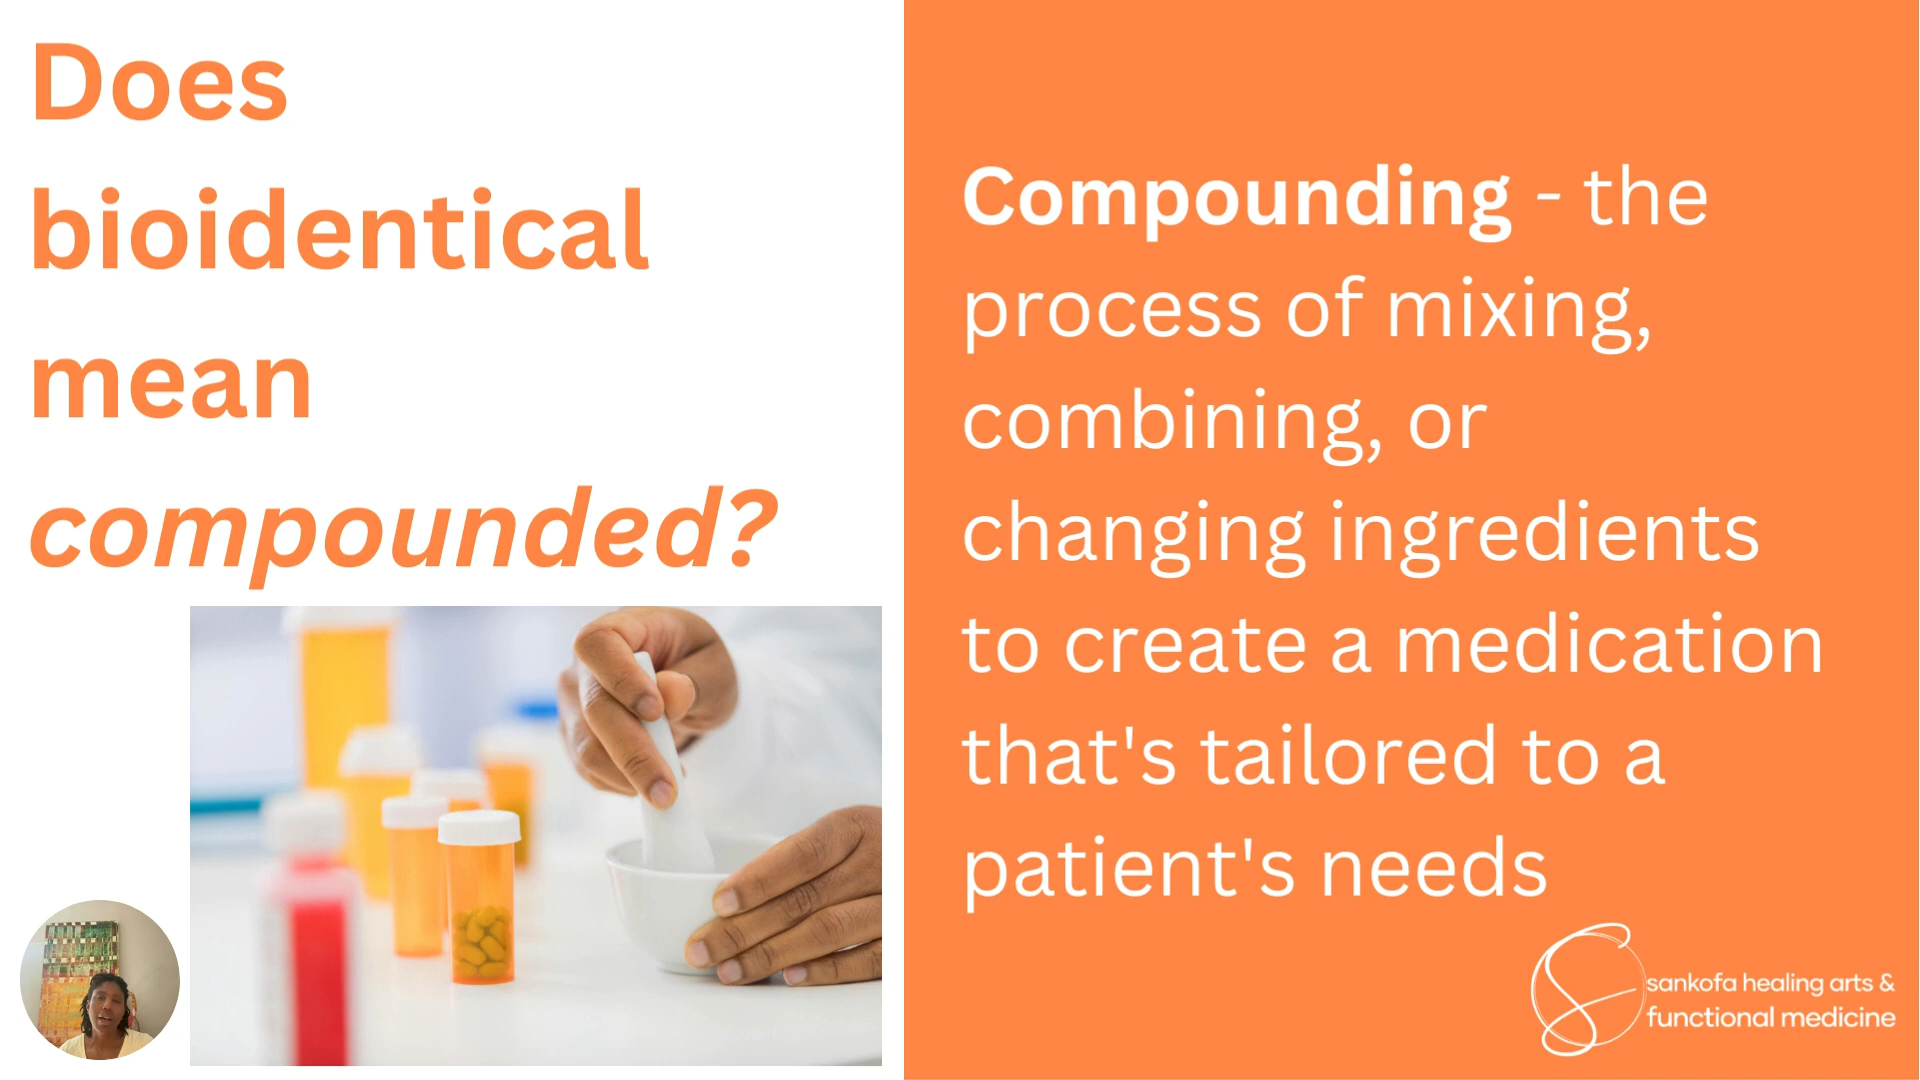 Does
bioidentical
mean
compounded?
Compounding - the
process of mixing,
combining, or
changing ingredients
to create a medication
that's tailored to a
patient's needs
sankofa healing arts &
functional medicine